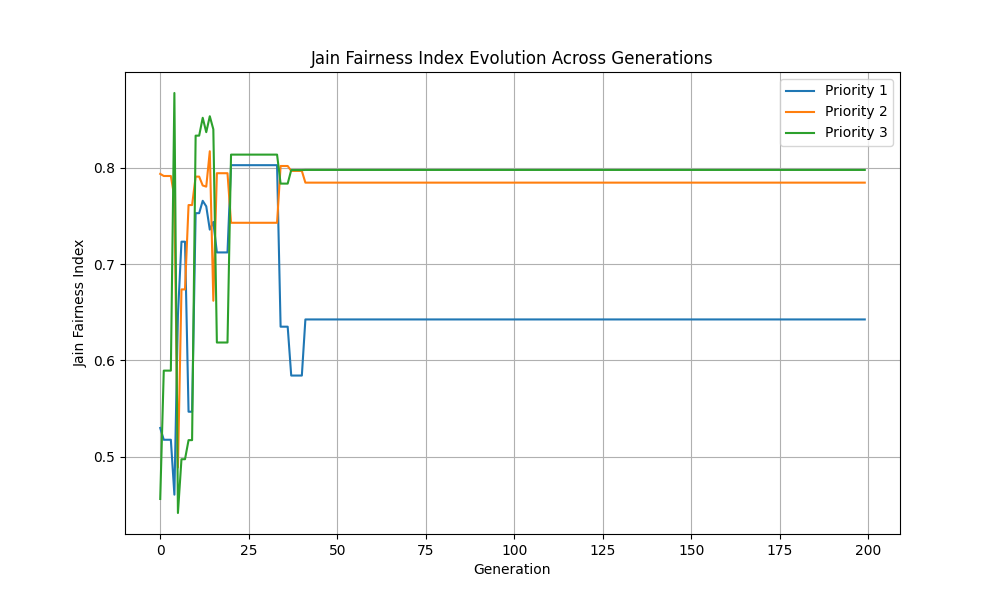 Jain Fairness Index Evolution Across Generations
Priority 1
Priority 2
Priority 3
Jain Fairness Index
0.8
0.7
0.6
0.5
0 25 50 75 100 125 150 175 200
Generation